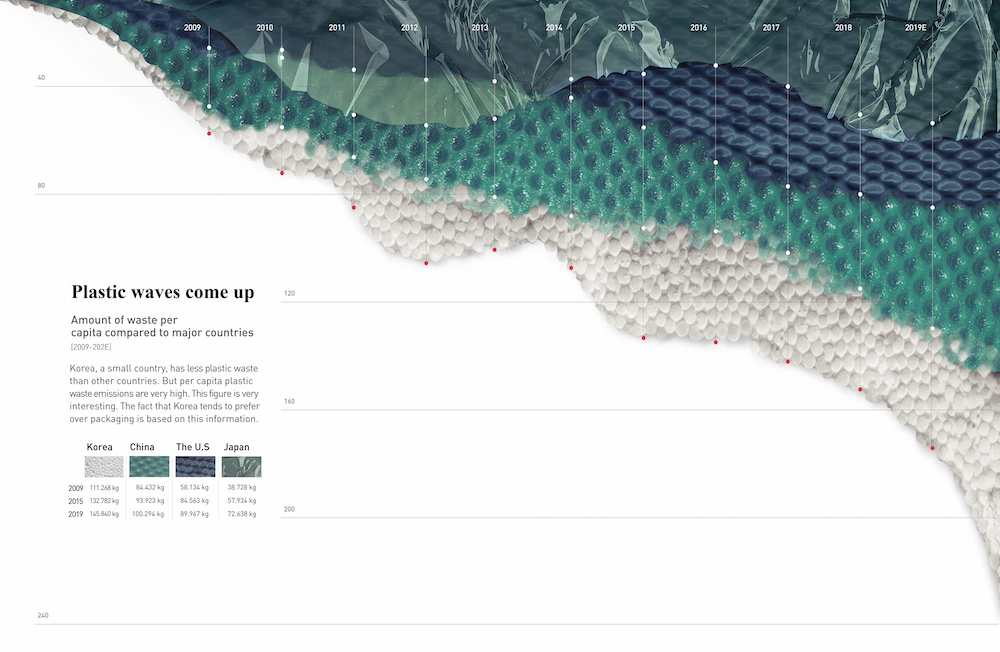 2009 2010 2011 2012 2013 2014 2015 2016 2017 2018 2019E
40
80
120
160
200
240
Plastic waves come up
Amount of waste per
capita compared to major countries
(2009-202E)
Korea, a small country, has less plastic waste
than other countries. But per capita plastic
waste emissions are very high. This figure is very
interesting. The fact that Korea tends to prefer
over packaging is based on this information.
Korea China The U.S Japan
2009 111.268 kg 84.432 kg 58.134 kg 38.728 kg
2015 132.782 kg 93.923 kg 84.563 kg 57.934 kg
2019 145.840 kg 100.294 kg 89.967 kg 72.638 kg